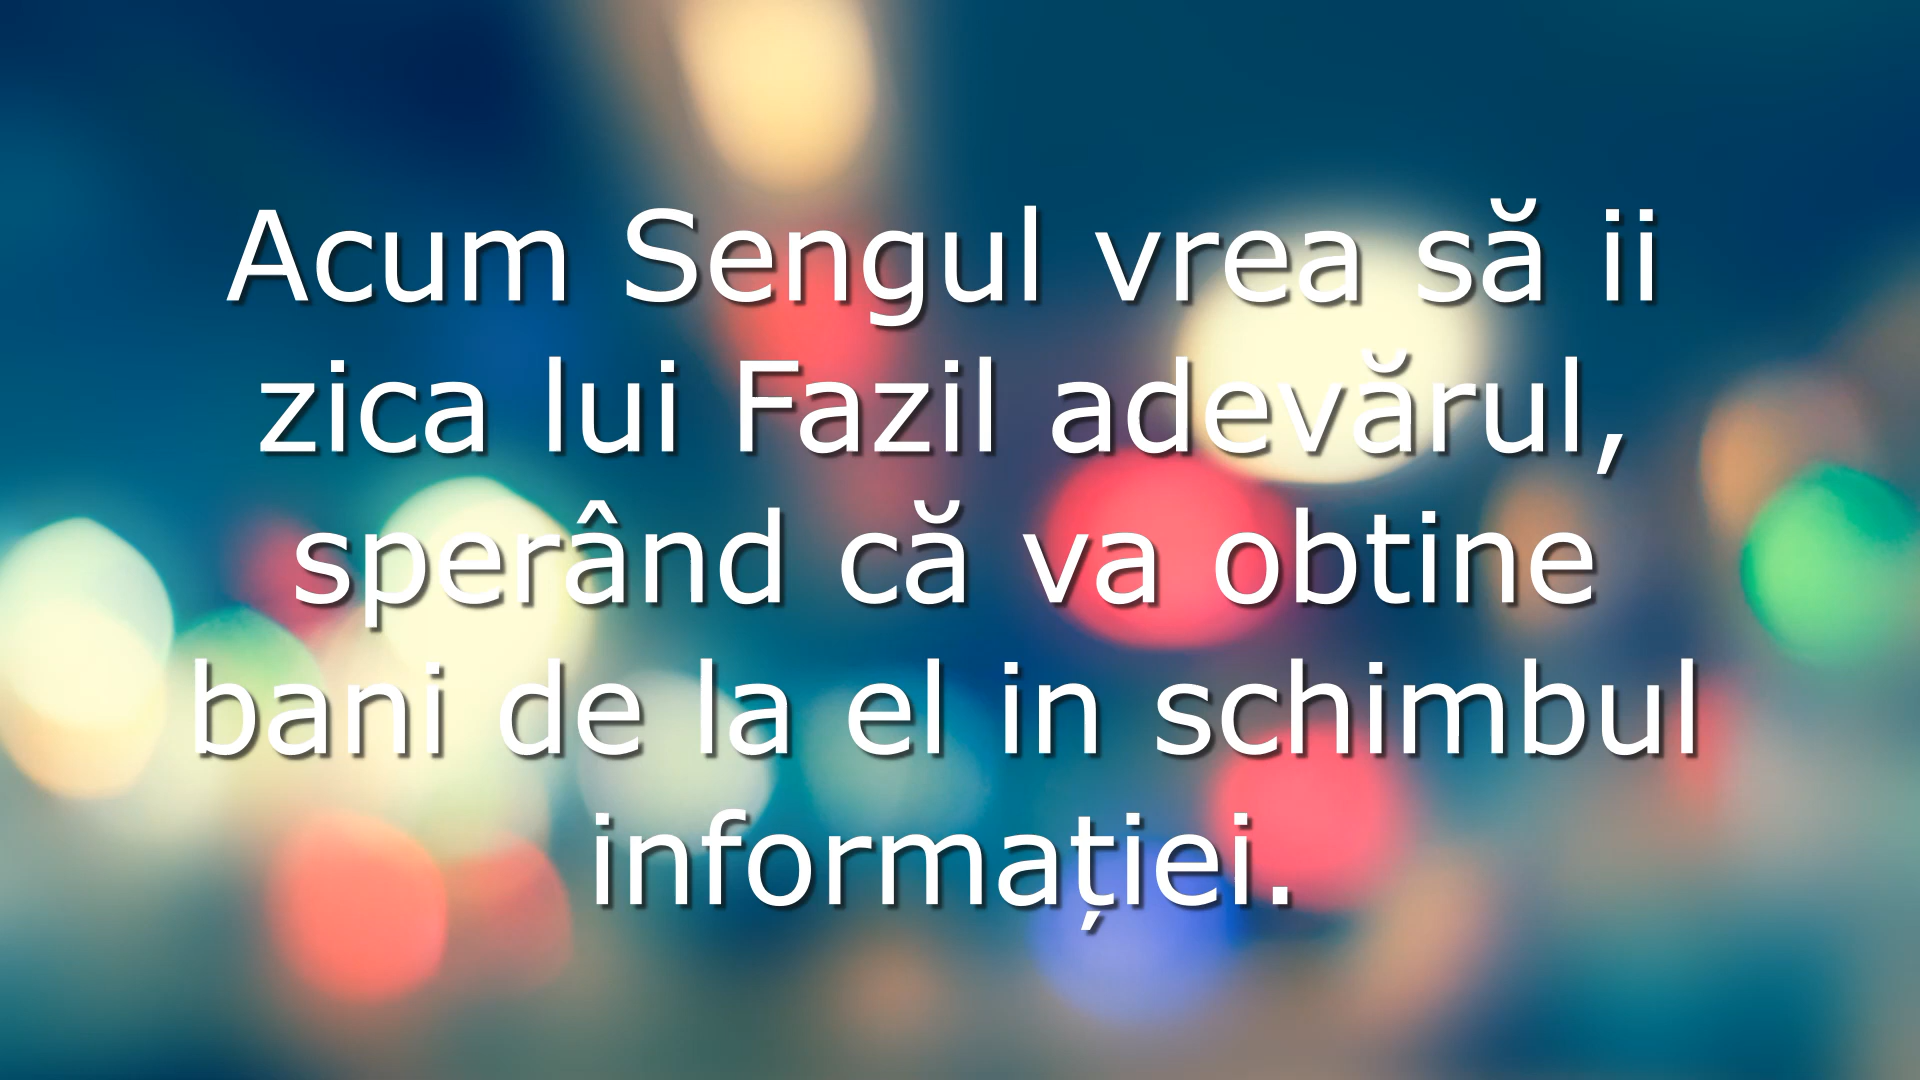 Acum Sengul vrea să ii
zica lui Fazil adevărul,
sperând că va obtine
bani de la el in schimbul
informației.